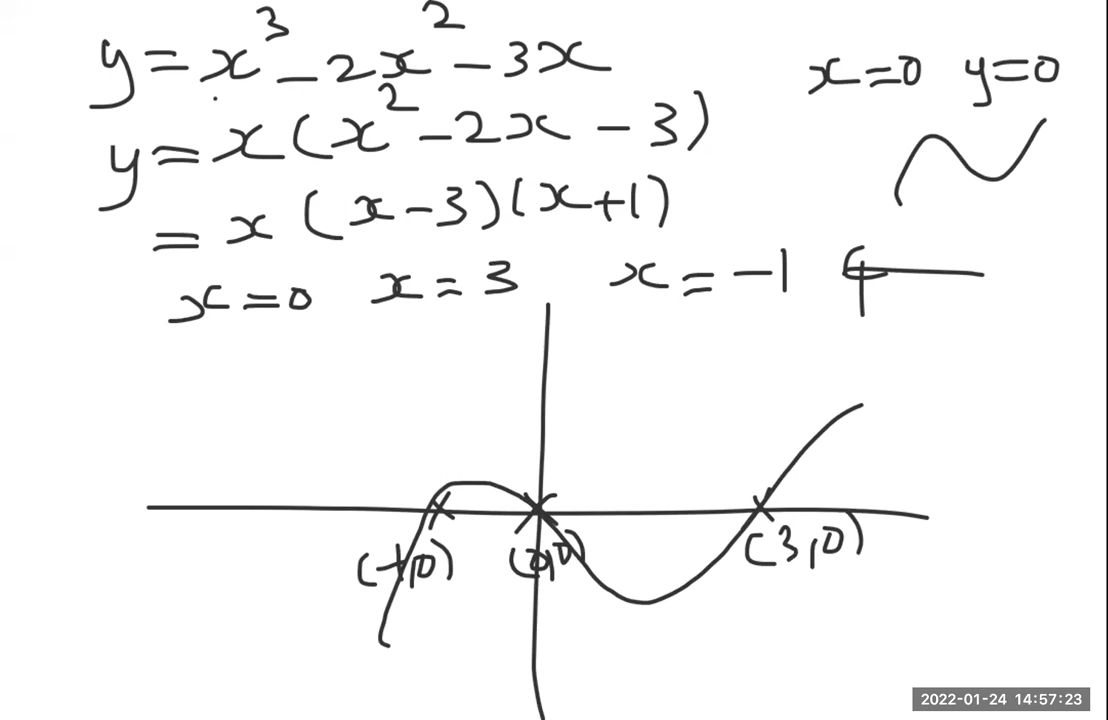 y = x³ - 2x² - 3x
x=0 y=0
y = x(x² - 2x - 3)
= x (x-3)(x+1)
x=0 x=3 x=-1
(-1,0) (0,0) (3,0)
2022-01-24 14:57:23